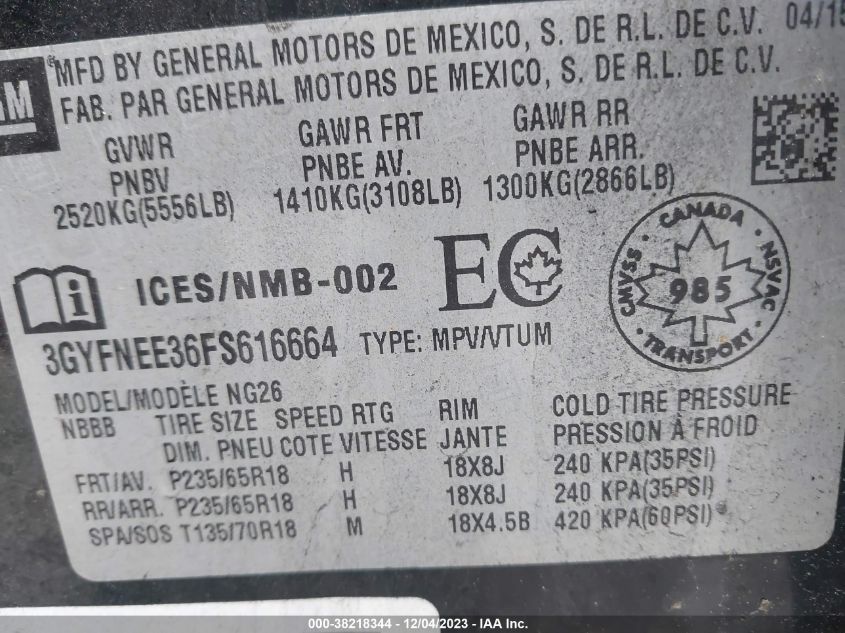 GM
MFD BY GENERAL MOTORS DE MEXICO, S. DE R.L. DE C.V. 04/15
FAB. PAR GENERAL MOTORS DE MEXICO, S. DE R.L. DE C.V.
GVWR GAWR FRT GAWR RR
PNBV PNBE AV. PNBE ARR.
2520KG(5556LB) 1410KG(3108LB) 1300KG(2866LB)
i ICES/NMB-002 EC
CANADA
CMVSS 985 NSVAC
TRANSPORT
3GYFNEE36FS616664 TYPE: MPV/VTUM
MODEL/MODÈLE NG26
NBBB TIRE SIZE SPEED RTG RIM COLD TIRE PRESSURE
DIM. PNEU COTE VITESSE JANTE PRESSION À FROID
FRT/AV. P235/65R18 H 18X8J 240 KPA(35PSI)
RR/ARR. P235/65R18 H 18X8J 240 KPA(35PSI)
SPA/SOS T135/70R18 M 18X4.5B 420 KPA(60PSI)
000-38218344 - 12/04/2023 - IAA Inc.